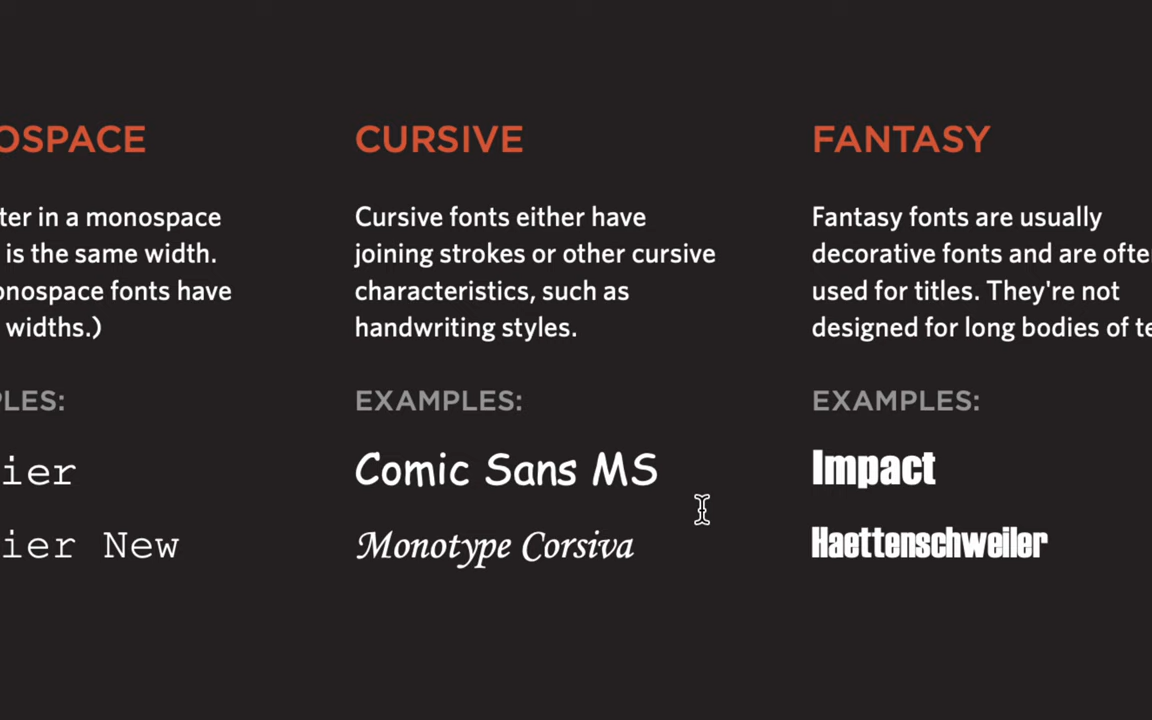 OSPACE
ter in a monospace
is the same width.
onospace fonts have
widths.)
PLES:
ier
ier New
CURSIVE
Cursive fonts either have
joining strokes or other cursive
characteristics, such as
handwriting styles.
EXAMPLES:
Comic Sans MS
Monotype Corsiva
FANTASY
Fantasy fonts are usually
decorative fonts and are ofte
used for titles. They're not
designed for long bodies of te
EXAMPLES:
Impact
Haettenschweiler